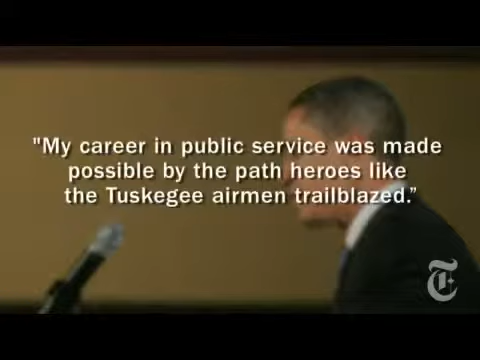 "My career in public service was made
possible by the path heroes like
the Tuskegee airmen trailblazed.”
T